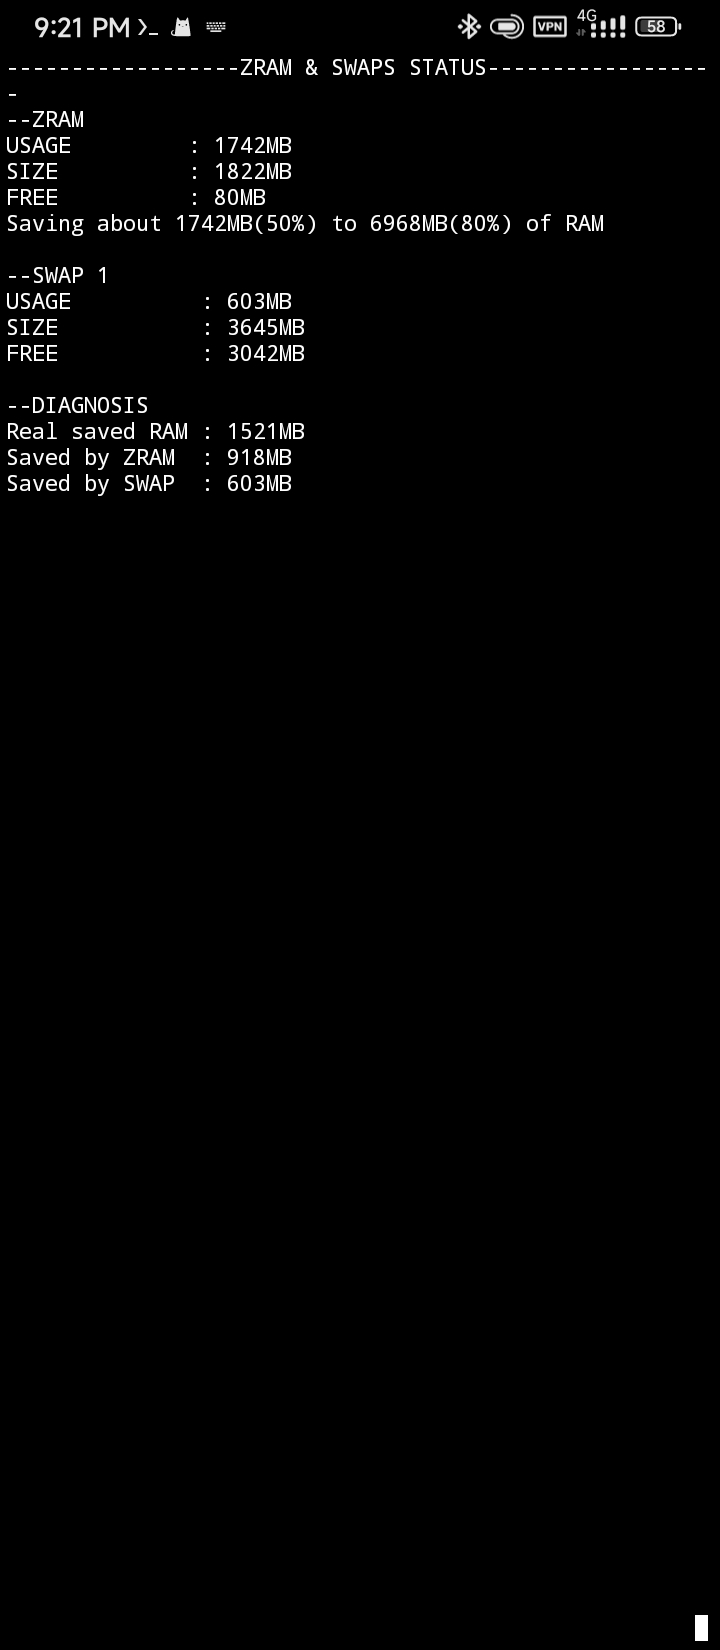 9:21 PM
VPN
4G
58
------------------ZRAM & SWAPS STATUS-----------------
-
--ZRAM
USAGE         : 1742MB
SIZE          : 1822MB
FREE          : 80MB
Saving about 1742MB(50%) to 6968MB(80%) of RAM
--SWAP 1
USAGE          : 603MB
SIZE           : 3645MB
FREE           : 3042MB
--DIAGNOSIS
Real saved RAM : 1521MB
Saved by ZRAM  : 918MB
Saved by SWAP  : 603MB